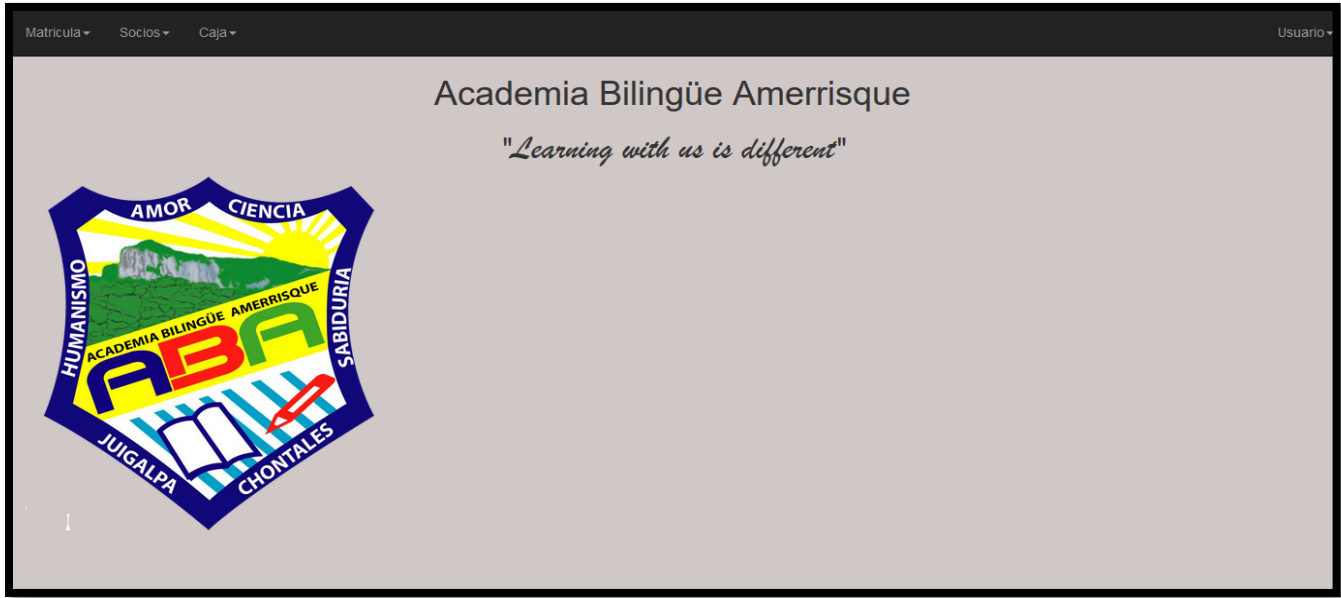 Matricula Socios Caja Usuario
Academia Bilingüe Amerrisque
"Learning with us is different"
AMOR CIENCIA
HUMANISMO
SABIDURIA
ACADEMIA BILINGÜE AMERRISQUE
ABA
JUIGALPA
CHONTALES